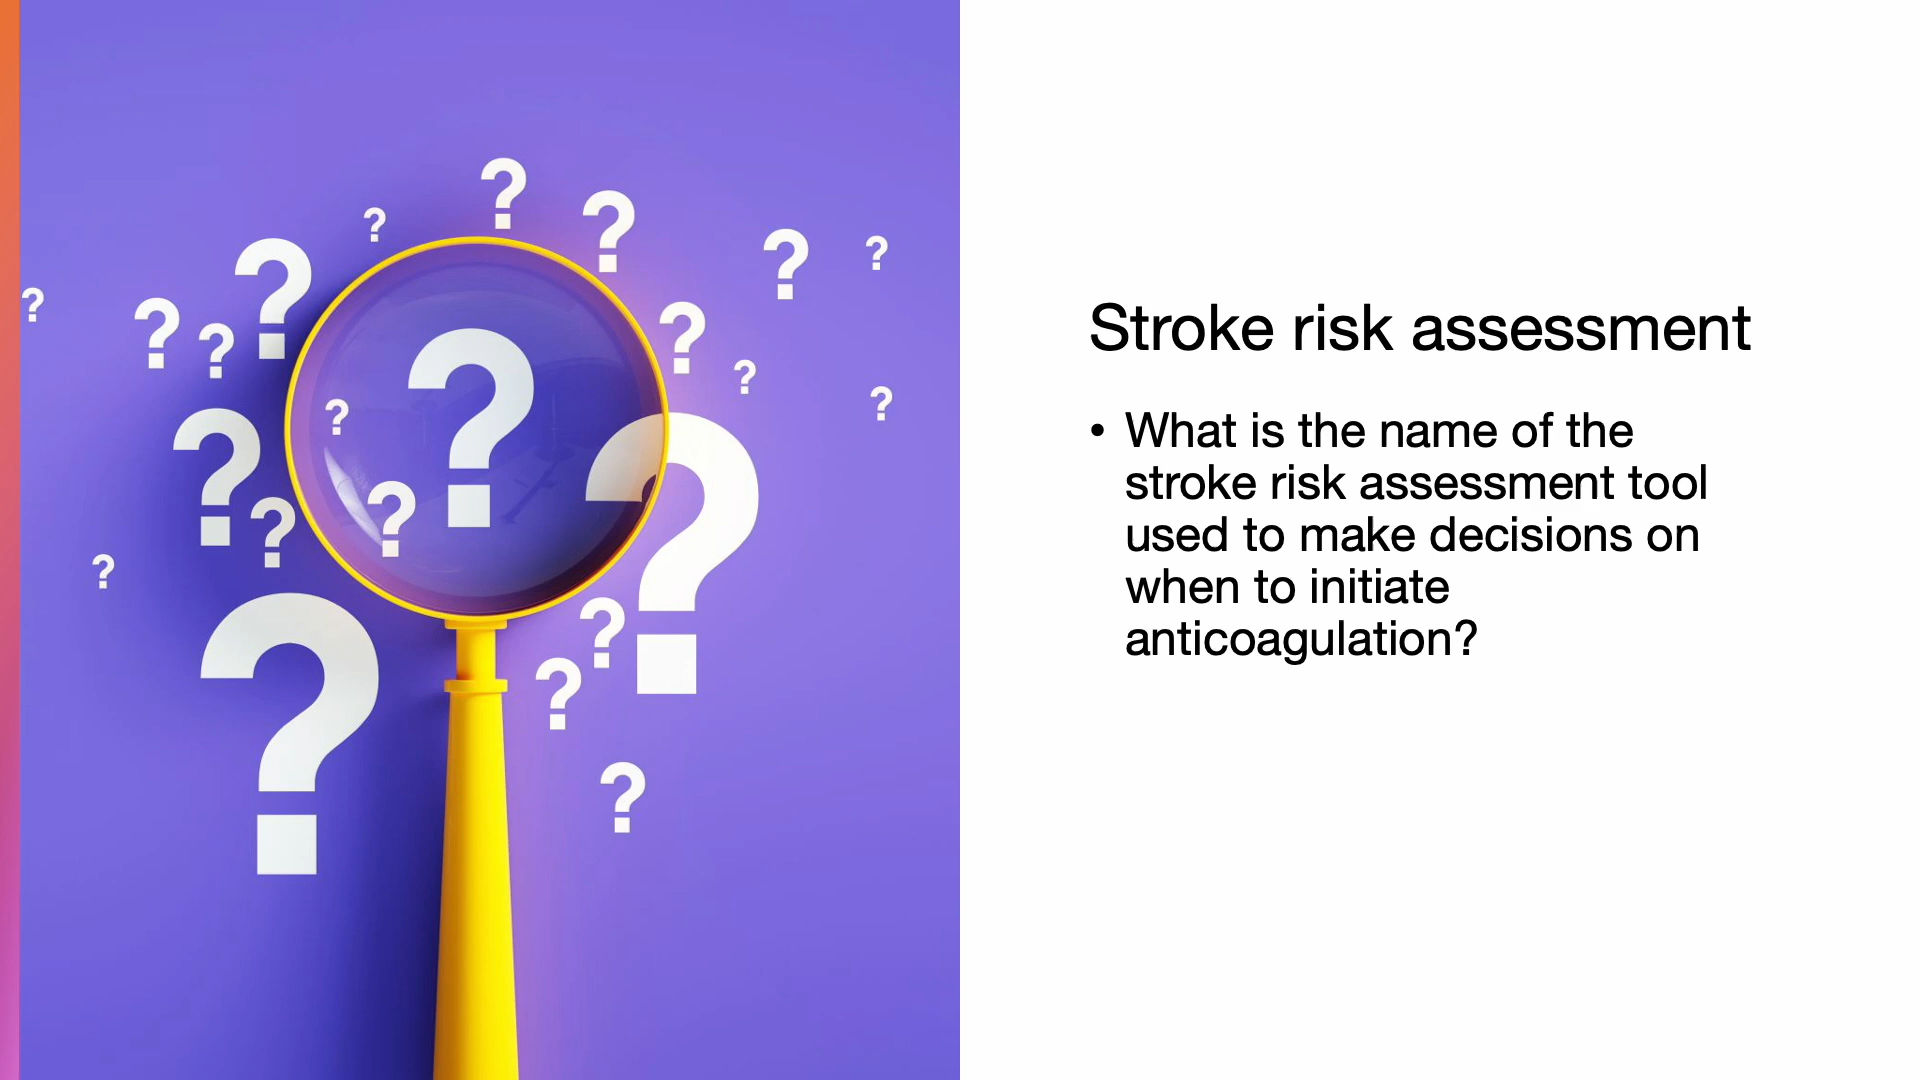 Stroke risk assessment
• What is the name of the
stroke risk assessment tool
used to make decisions on
when to initiate
anticoagulation?